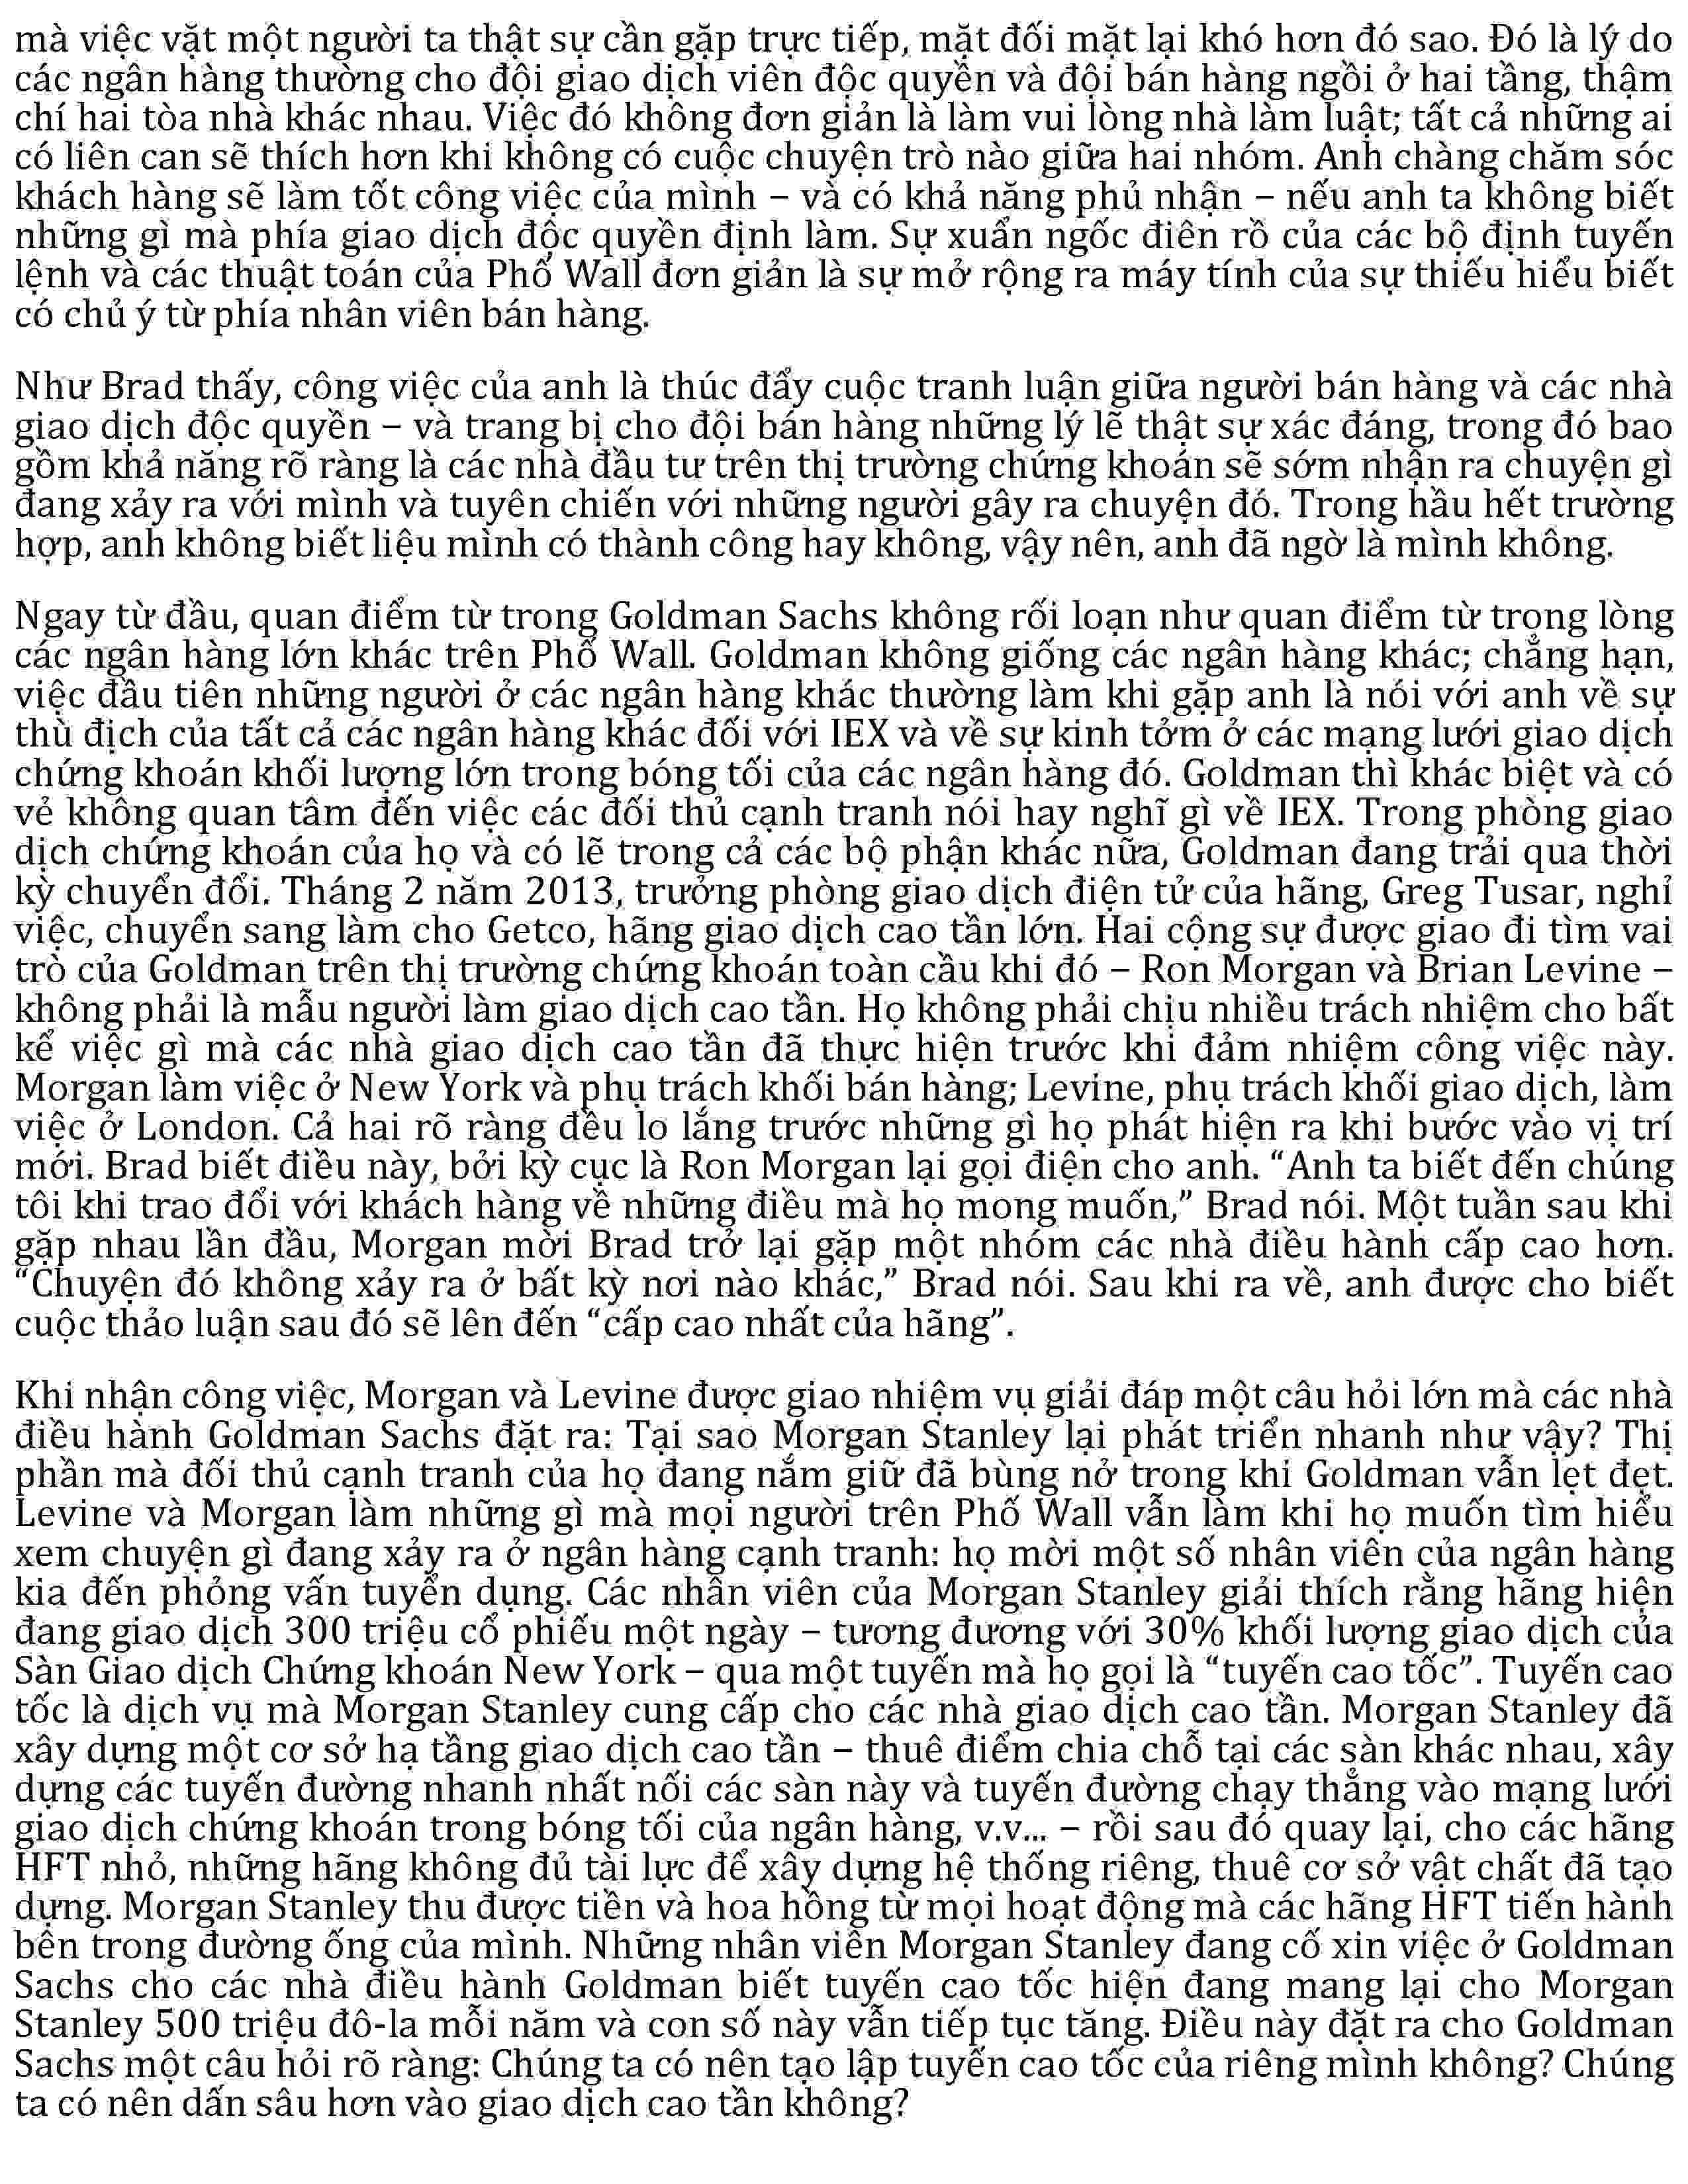 mà việc vặt một người ta thật sự cần gặp trực tiếp, mặt đối mặt lại khó hơn đó sao. Đó là lý do
các ngân hàng thường cho đội giao dịch viên độc quyền và đội bán hàng ngồi ở hai tầng, thậm
chí hai tòa nhà khác nhau. Việc đó không đơn giản là làm vui lòng nhà làm luật; tất cả những ai
có liên can sẽ thích hơn khi không có cuộc chuyện trò nào giữa hai nhóm. Anh chàng chăm sóc
khách hàng sẽ làm tốt công việc của mình – và có khả năng phủ nhận – nếu anh ta không biết
những gì mà phía giao dịch độc quyền định làm. Sự xuẩn ngốc điên rồ của các bộ định tuyến
lệnh và các thuật toán của Phố Wall đơn giản là sự mở rộng ra máy tính của sự thiếu hiểu biết
có chủ ý từ phía nhân viên bán hàng.

Như Brad thấy, công việc của anh là thúc đẩy cuộc tranh luận giữa người bán hàng và các nhà
giao dịch độc quyền – và trang bị cho đội bán hàng những lý lẽ thật sự xác đáng, trong đó bao
gồm khả năng rõ ràng là các nhà đầu tư trên thị trường chứng khoán sẽ sớm nhận ra chuyện gì
đang xảy ra với mình và tuyên chiến với những người gây ra chuyện đó. Trong hầu hết trường
hợp, anh không biết liệu mình có thành công hay không, vậy nên, anh đã ngờ là mình không.

Ngay từ đầu, quan điểm từ trong Goldman Sachs không rối loạn như quan điểm từ trong lòng
các ngân hàng lớn khác trên Phố Wall. Goldman không giống các ngân hàng khác; chẳng hạn,
việc đầu tiên những người ở các ngân hàng khác thường làm khi gặp anh là nói với anh về sự
thù địch của tất cả các ngân hàng khác đối với IEX và về sự kinh tởm ở các mạng lưới giao dịch
chứng khoán khối lượng lớn trong bóng tối của các ngân hàng đó. Goldman thì khác biệt và có
vẻ không quan tâm đến việc các đối thủ cạnh tranh nói hay nghĩ gì về IEX. Trong phòng giao
dịch chứng khoán của họ và có lẽ trong cả các bộ phận khác nữa, Goldman đang trải qua thời
kỳ chuyển đổi. Tháng 2 năm 2013, trưởng phòng giao dịch điện tử của hãng, Greg Tusar, nghỉ
việc, chuyển sang làm cho Getco, hãng giao dịch cao tần lớn. Hai cộng sự được giao đi tìm vai
trò của Goldman trên thị trường chứng khoán toàn cầu khi đó – Ron Morgan và Brian Levine –
không phải là mẫu người làm giao dịch cao tần. Họ không phải chịu nhiều trách nhiệm cho bất
kể việc gì mà các nhà giao dịch cao tần đã thực hiện trước khi đảm nhiệm công việc này.
Morgan làm việc ở New York và phụ trách khối bán hàng; Levine, phụ trách khối giao dịch, làm
việc ở London. Cả hai rõ ràng đều lo lắng trước những gì họ phát hiện ra khi bước vào vị trí
mới. Brad biết điều này, bởi kỳ cục là Ron Morgan lại gọi điện cho anh. “Anh ta biết đến chúng
tôi khi trao đổi với khách hàng về những điều mà họ mong muốn,” Brad nói. Một tuần sau khi
gặp nhau lần đầu, Morgan mời Brad trở lại gặp một nhóm các nhà điều hành cấp cao hơn.
“Chuyện đó không xảy ra ở bất kỳ nơi nào khác,” Brad nói. Sau khi ra về, anh được cho biết
cuộc thảo luận sau đó sẽ lên đến “cấp cao nhất của hãng”.

Khi nhận công việc, Morgan và Levine được giao nhiệm vụ giải đáp một câu hỏi lớn mà các nhà
điều hành Goldman Sachs đặt ra: Tại sao Morgan Stanley lại phát triển nhanh như vậy? Thị
phần mà đối thủ cạnh tranh của họ đang nắm giữ đã bùng nở trong khi Goldman vẫn lẹt đẹt.
Levine và Morgan làm những gì mà mọi người trên Phố Wall vẫn làm khi họ muốn tìm hiểu
xem chuyện gì đang xảy ra ở ngân hàng cạnh tranh: họ mời một số nhân viên của ngân hàng
kia đến phỏng vấn tuyển dụng. Các nhân viên của Morgan Stanley giải thích rằng hãng hiện
đang giao dịch 300 triệu cổ phiếu một ngày – tương đương với 30% khối lượng giao dịch của
Sàn Giao dịch Chứng khoán New York – qua một tuyến mà họ gọi là “tuyến cao tốc”. Tuyến cao
tốc là dịch vụ mà Morgan Stanley cung cấp cho các nhà giao dịch cao tần. Morgan Stanley đã
xây dựng một cơ sở hạ tầng giao dịch cao tần – thuê điểm chia chỗ tại các sàn khác nhau, xây
dựng các tuyến đường nhanh nhất nối các sàn này và tuyến đường chạy thẳng vào mạng lưới
giao dịch chứng khoán trong bóng tối của ngân hàng, v.v... – rồi sau đó quay lại, cho các hãng
HFT nhỏ, những hãng không đủ tài lực để xây dựng hệ thống riêng, thuê cơ sở vật chất đã tạo
dựng. Morgan Stanley thu được tiền và hoa hồng từ mọi hoạt động mà các hãng HFT tiến hành
bên trong đường ống của mình. Những nhân viên Morgan Stanley đang cố xin việc ở Goldman
Sachs cho các nhà điều hành Goldman biết tuyến cao tốc hiện đang mang lại cho Morgan
Stanley 500 triệu đô-la mỗi năm và con số này vẫn tiếp tục tăng. Điều này đặt ra cho Goldman
Sachs một câu hỏi rõ ràng: Chúng ta có nên tạo lập tuyến cao tốc của riêng mình không? Chúng
ta có nên dấn sâu hơn vào giao dịch cao tần không?